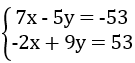 7x - 5y = -53
-2x + 9y = 53